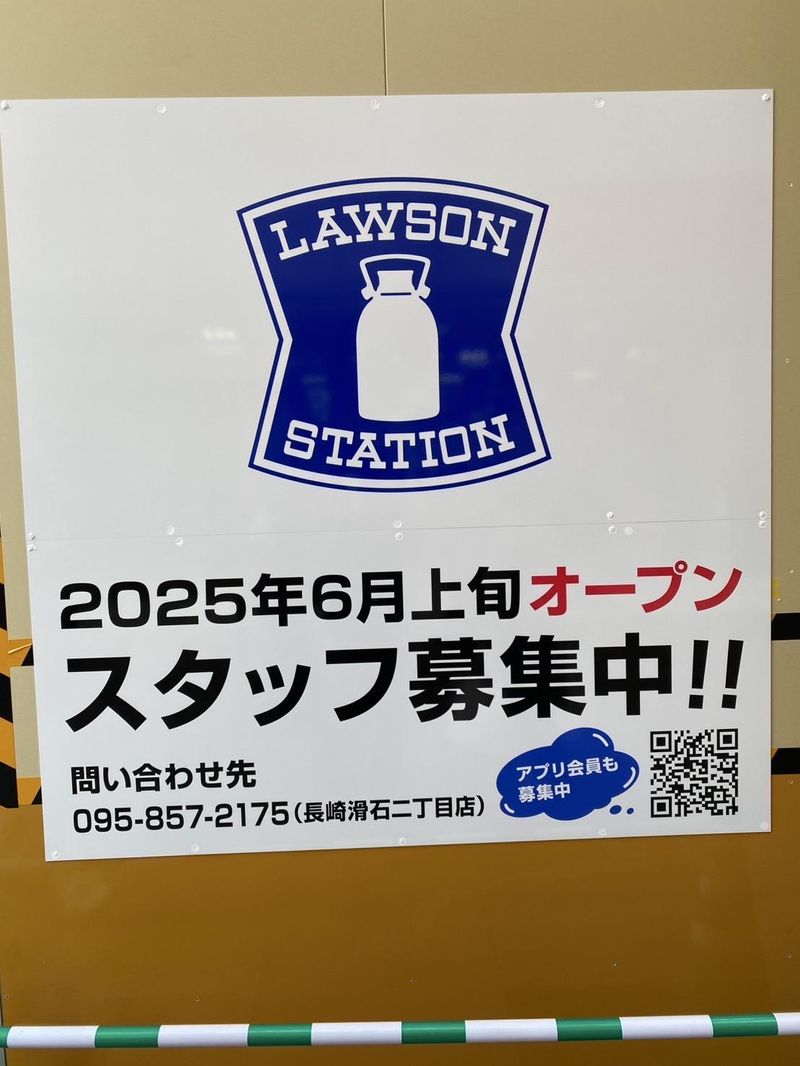 LAWSON
STATION
2025年6月上旬オープン
スタッフ募集中!!
問い合わせ先
095-857-2175(長崎滑石二丁目店)
アプリ会員も
募集中